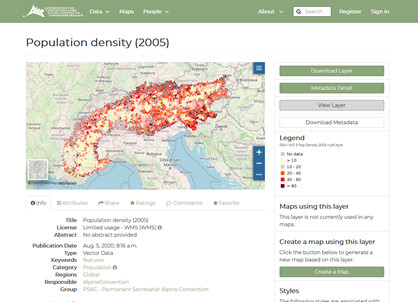 Data
Maps
People
About
Search
Register
Sign in
Population density (2005)
Download Layer
Metadata Detail
View Layer
Download Metadata
Legend
No data
10 - 20
20 - 40
40 - 80
> 80
Info
Attributes
Share
Ratings
Comments
Favorite
Title Population density (2005)
License Limited usage - WMS (WMS)
Abstract No abstract provided
Publication Date Aug. 5, 2020, 8:16 a.m.
Type Vector Data
Keywords features
Category Population
Regions Global
Responsible AlpineConvention
Group PSAC - Permanent Secretariat Alpine Convention
Maps using this layer
This layer is not currently used in any
maps.
Create a map using this layer
Click the button below to generate a
new map based on this layer.
Create a Map
Styles
The following styles are associated with